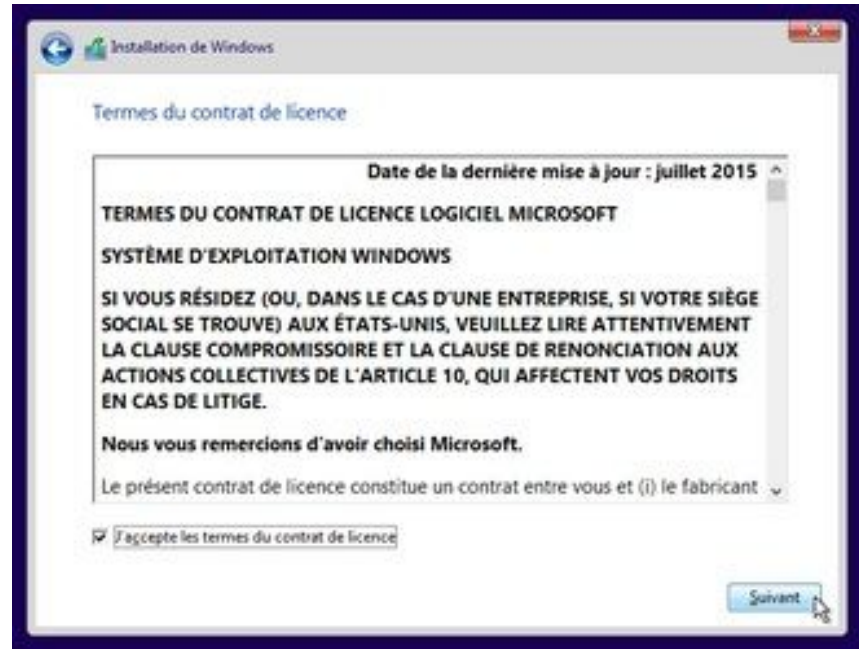 Installation de Windows
Termes du contrat de licence
Date de la dernière mise à jour : juillet 2015
TERMES DU CONTRAT DE LICENCE LOGICIEL MICROSOFT
SYSTÈME D'EXPLOITATION WINDOWS
SI VOUS RÉSIDEZ (OU, DANS LE CAS D'UNE ENTREPRISE, SI VOTRE SIÈGE
SOCIAL SE TROUVE) AUX ÉTATS-UNIS, VEUILLEZ LIRE ATTENTIVEMENT
LA CLAUSE COMPROMISSOIRE ET LA CLAUSE DE RENONCIATION AUX
ACTIONS COLLECTIVES DE L'ARTICLE 10, QUI AFFECTENT VOS DROITS
EN CAS DE LITIGE.
Nous vous remercions d'avoir choisi Microsoft.
Le présent contrat de licence constitue un contrat entre vous et (i) le fabricant
J'accepte les termes du contrat de licence
Suivant